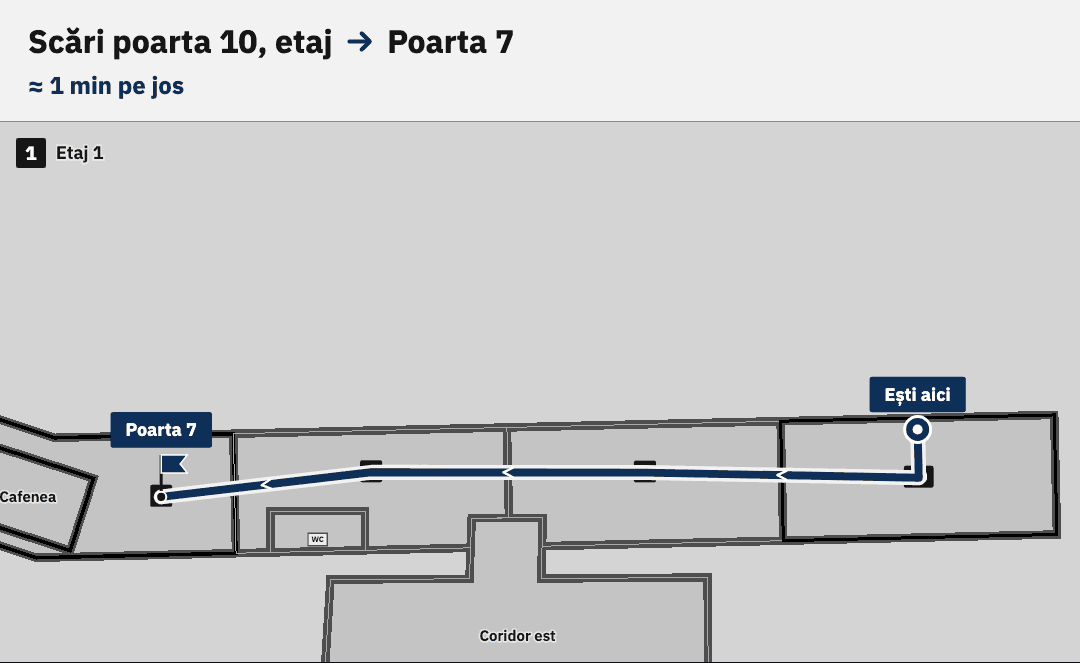 Scări poarta 10, etaj → Poarta 7
≈ 1 min pe jos
1 Etaj 1
Ești aici
Poarta 7
Cafenea
WC
Coridor est